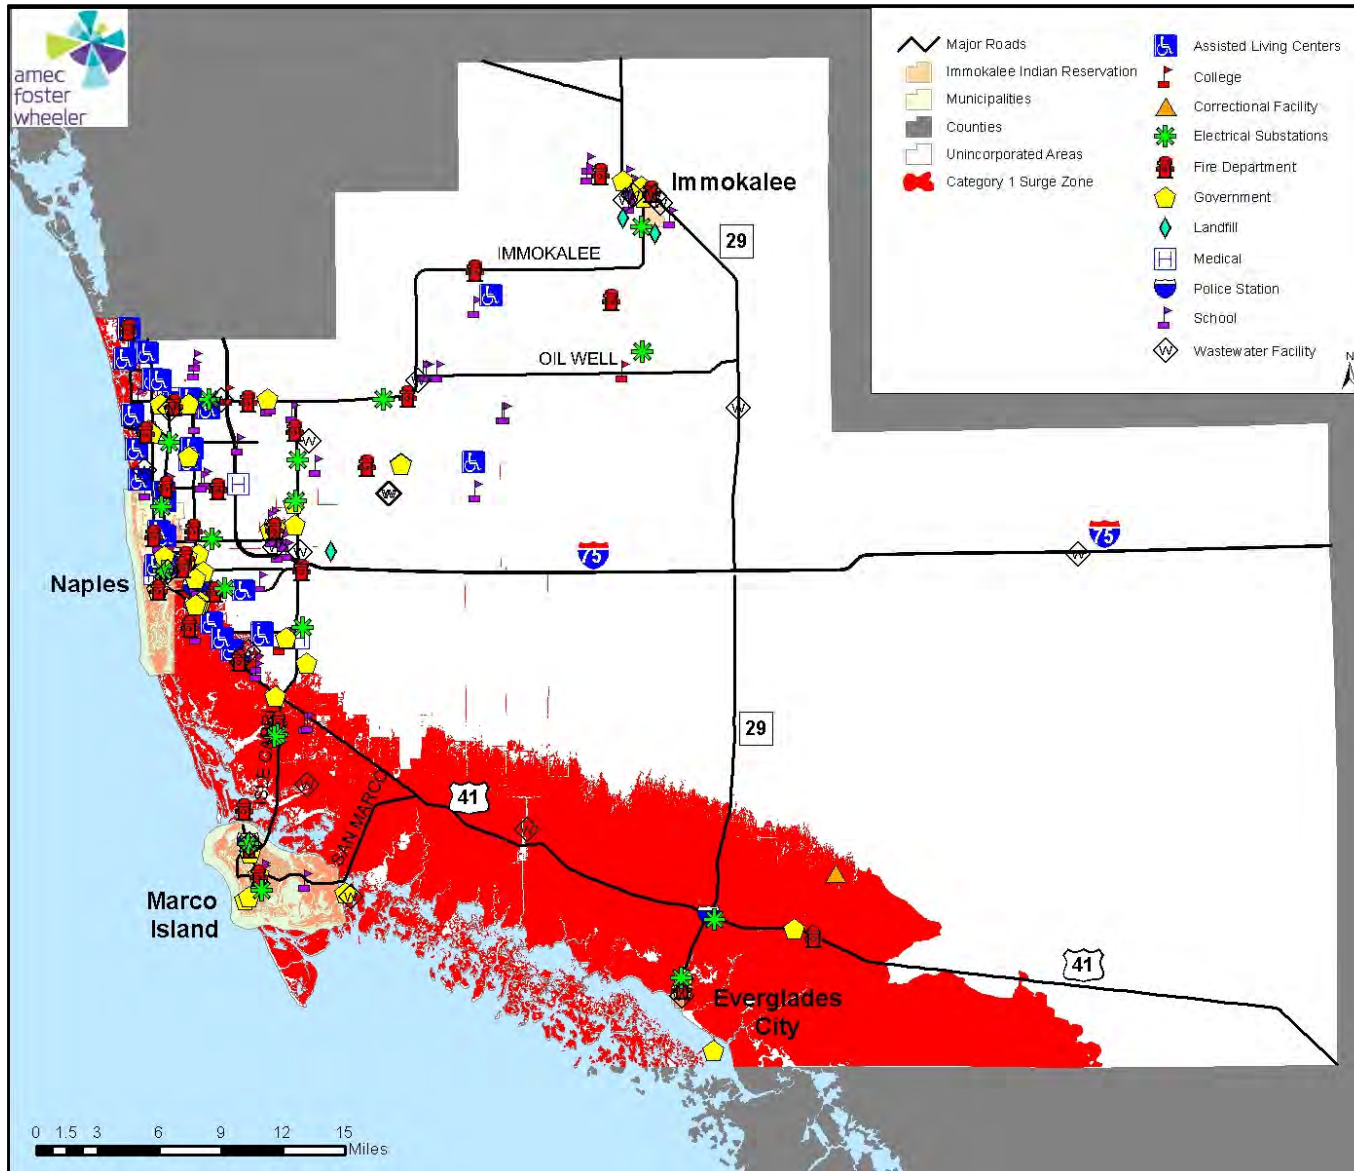 amec
foster
wheeler
Major Roads
Immokalee Indian Reservation
Municipalities
Counties
Unincorporated Areas
Category 1 Surge Zone
Assisted Living Centers
College
Correctional Facility
Electrical Substations
Fire Department
Government
Landfill
Medical
Police Station
School
Wastewater Facility
N
Immokalee
29
IMMOKALEE
OIL WELL
75
75
Naples
29
ISLE OF CAPRI
SAN MARCO
41
Marco
Island
41
Everglades
City
0 1.5 3 6 9 12 15
Miles